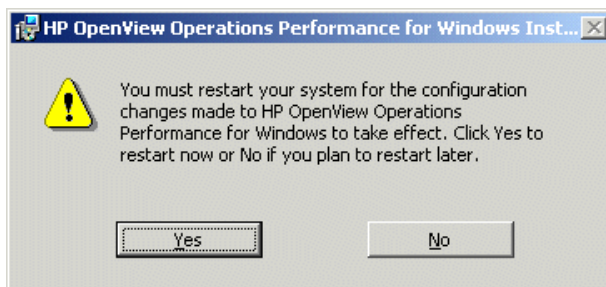 HP OpenView Operations Performance for Windows Inst...
You must restart your system for the configuration
changes made to HP OpenView Operations
Performance for Windows to take effect. Click Yes to
restart now or No if you plan to restart later.
Yes
No